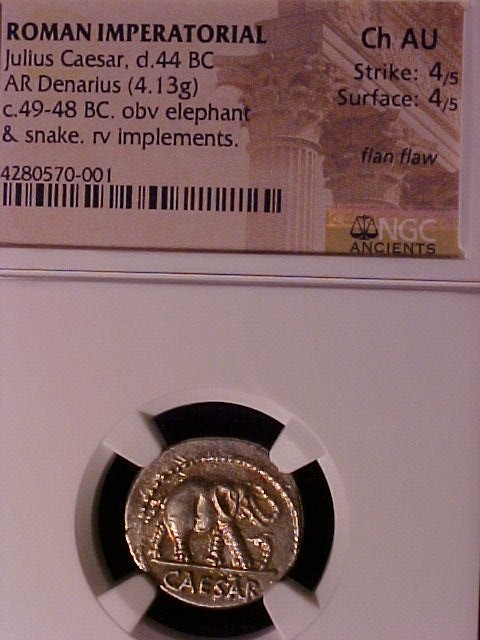 ROMAN IMPERATORIAL
Julius Caesar, d.44 BC
AR Denarius (4.13g)
c.49-48 BC. obv elephant
& snake. rv implements.
4280570-001
Ch AU
Strike: 4/5
Surface: 4/5
flan flaw
NGC
ANCIENTS
CAESAR